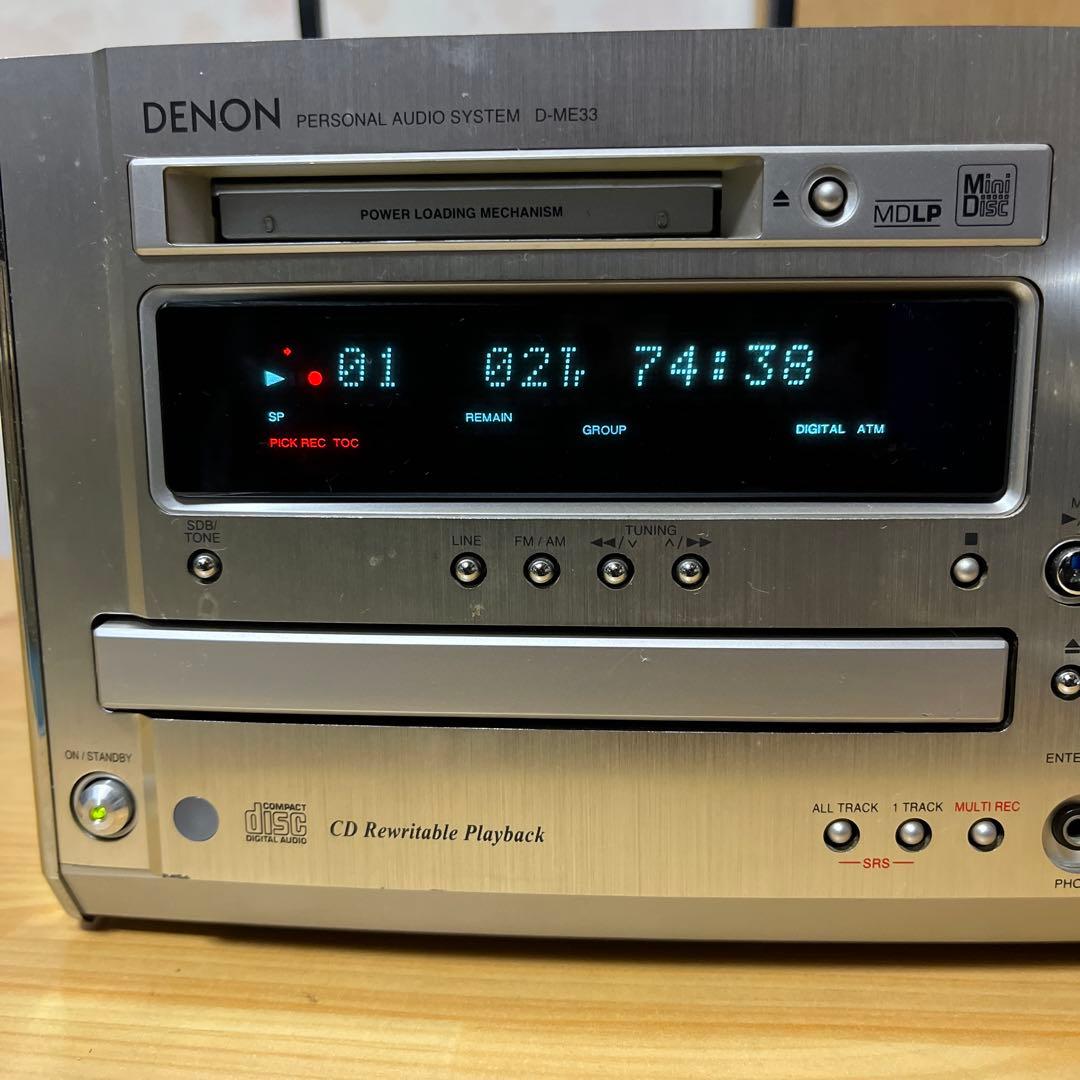 DENON PERSONAL AUDIO SYSTEM D-ME33
POWER LOADING MECHANISM
MDLP
Mini
Disc
01 02Tr 74:38
SP
REMAIN
GROUP
DIGITAL ATM
PICK REC TOC
SDB/
TONE
LINE
FM / AM
TUNING
ON / STANDBY
COMPACT
disc
DIGITAL AUDIO
CD Rewritable Playback
ALL TRACK
1 TRACK
MULTI REC
SRS